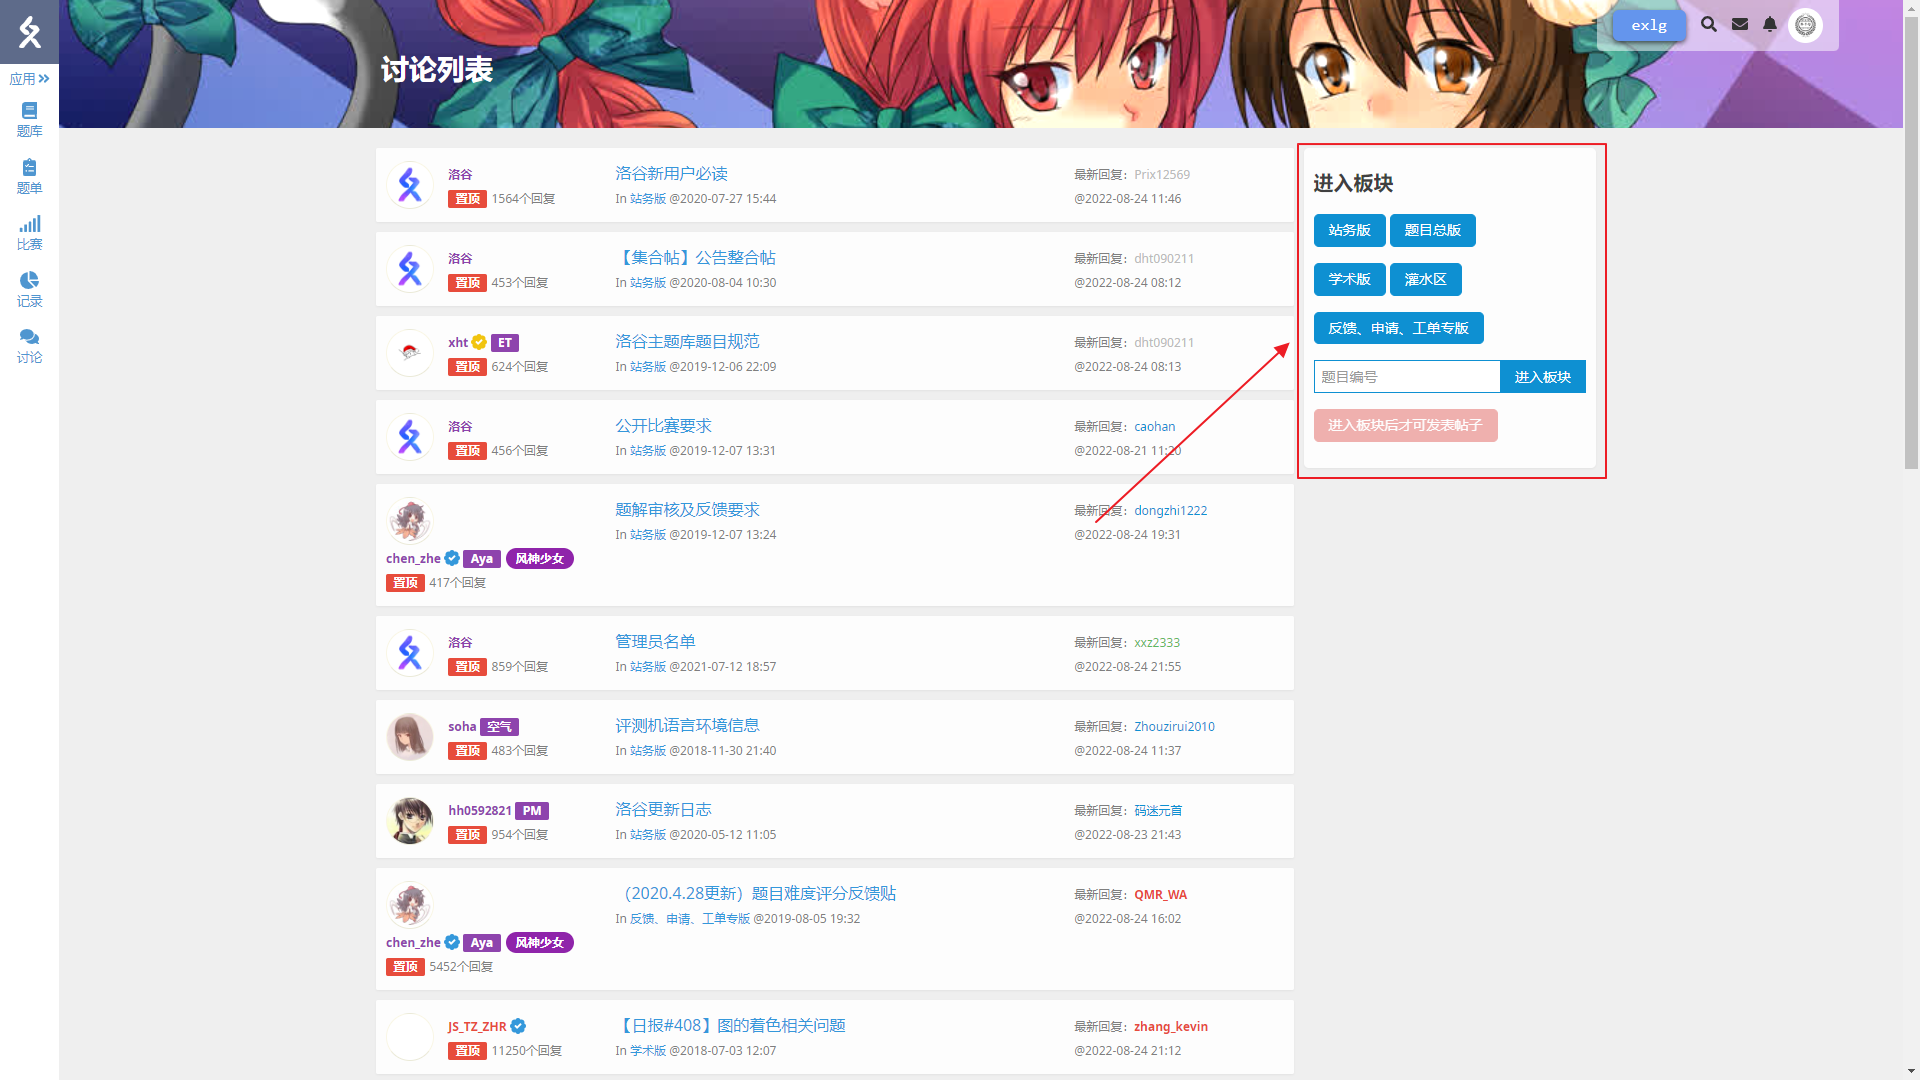 exlg
应用
讨论列表
题库
题单
比赛
记录
讨论
洛谷
置顶 1564个回复
洛谷新用户必读
In 站务版 @2020-07-27 15:44
最新回复：Prix12569
@2022-08-24 11:46
洛谷
置顶 453个回复
【集合帖】公告整合帖
In 站务版 @2020-08-04 10:30
最新回复：dht090211
@2022-08-24 08:12
xht ET
置顶 624个回复
洛谷主题库题目规范
In 站务版 @2019-12-06 22:09
最新回复：dht090211
@2022-08-24 08:13
洛谷
置顶 456个回复
公开比赛要求
In 站务版 @2019-12-07 13:31
最新回复：caohan
@2022-08-21 11:20
chen_zhe Aya 风神少女
置顶 417个回复
题解审核及反馈要求
In 站务版 @2019-12-07 13:24
最新回复：dongzhi1222
@2022-08-24 19:31
洛谷
置顶 859个回复
管理员名单
In 站务版 @2021-07-12 18:57
最新回复：xxz2333
@2022-08-24 21:55
soha 空气
置顶 483个回复
评测机语言环境信息
In 站务版 @2018-11-30 21:40
最新回复：Zhouzirui2010
@2022-08-24 11:37
hh0592821 PM
置顶 954个回复
洛谷更新日志
In 站务版 @2020-05-12 11:05
最新回复：码迷元首
@2022-08-23 21:43
chen_zhe Aya 风神少女
置顶 5452个回复
（2020.4.28更新）题目难度评分反馈贴
In 反馈、申请、工单专版 @2019-08-05 19:32
最新回复：QMR_WA
@2022-08-24 16:02
JS_TZ_ZHR
置顶 11250个回复
【日报#408】图的着色相关问题
In 学术版 @2018-07-03 12:07
最新回复：zhang_kevin
@2022-08-24 21:12
进入板块
站务版 题目总版
学术版 灌水区
反馈、申请、工单专版
题目编号 进入板块
进入板块后才可发表帖子